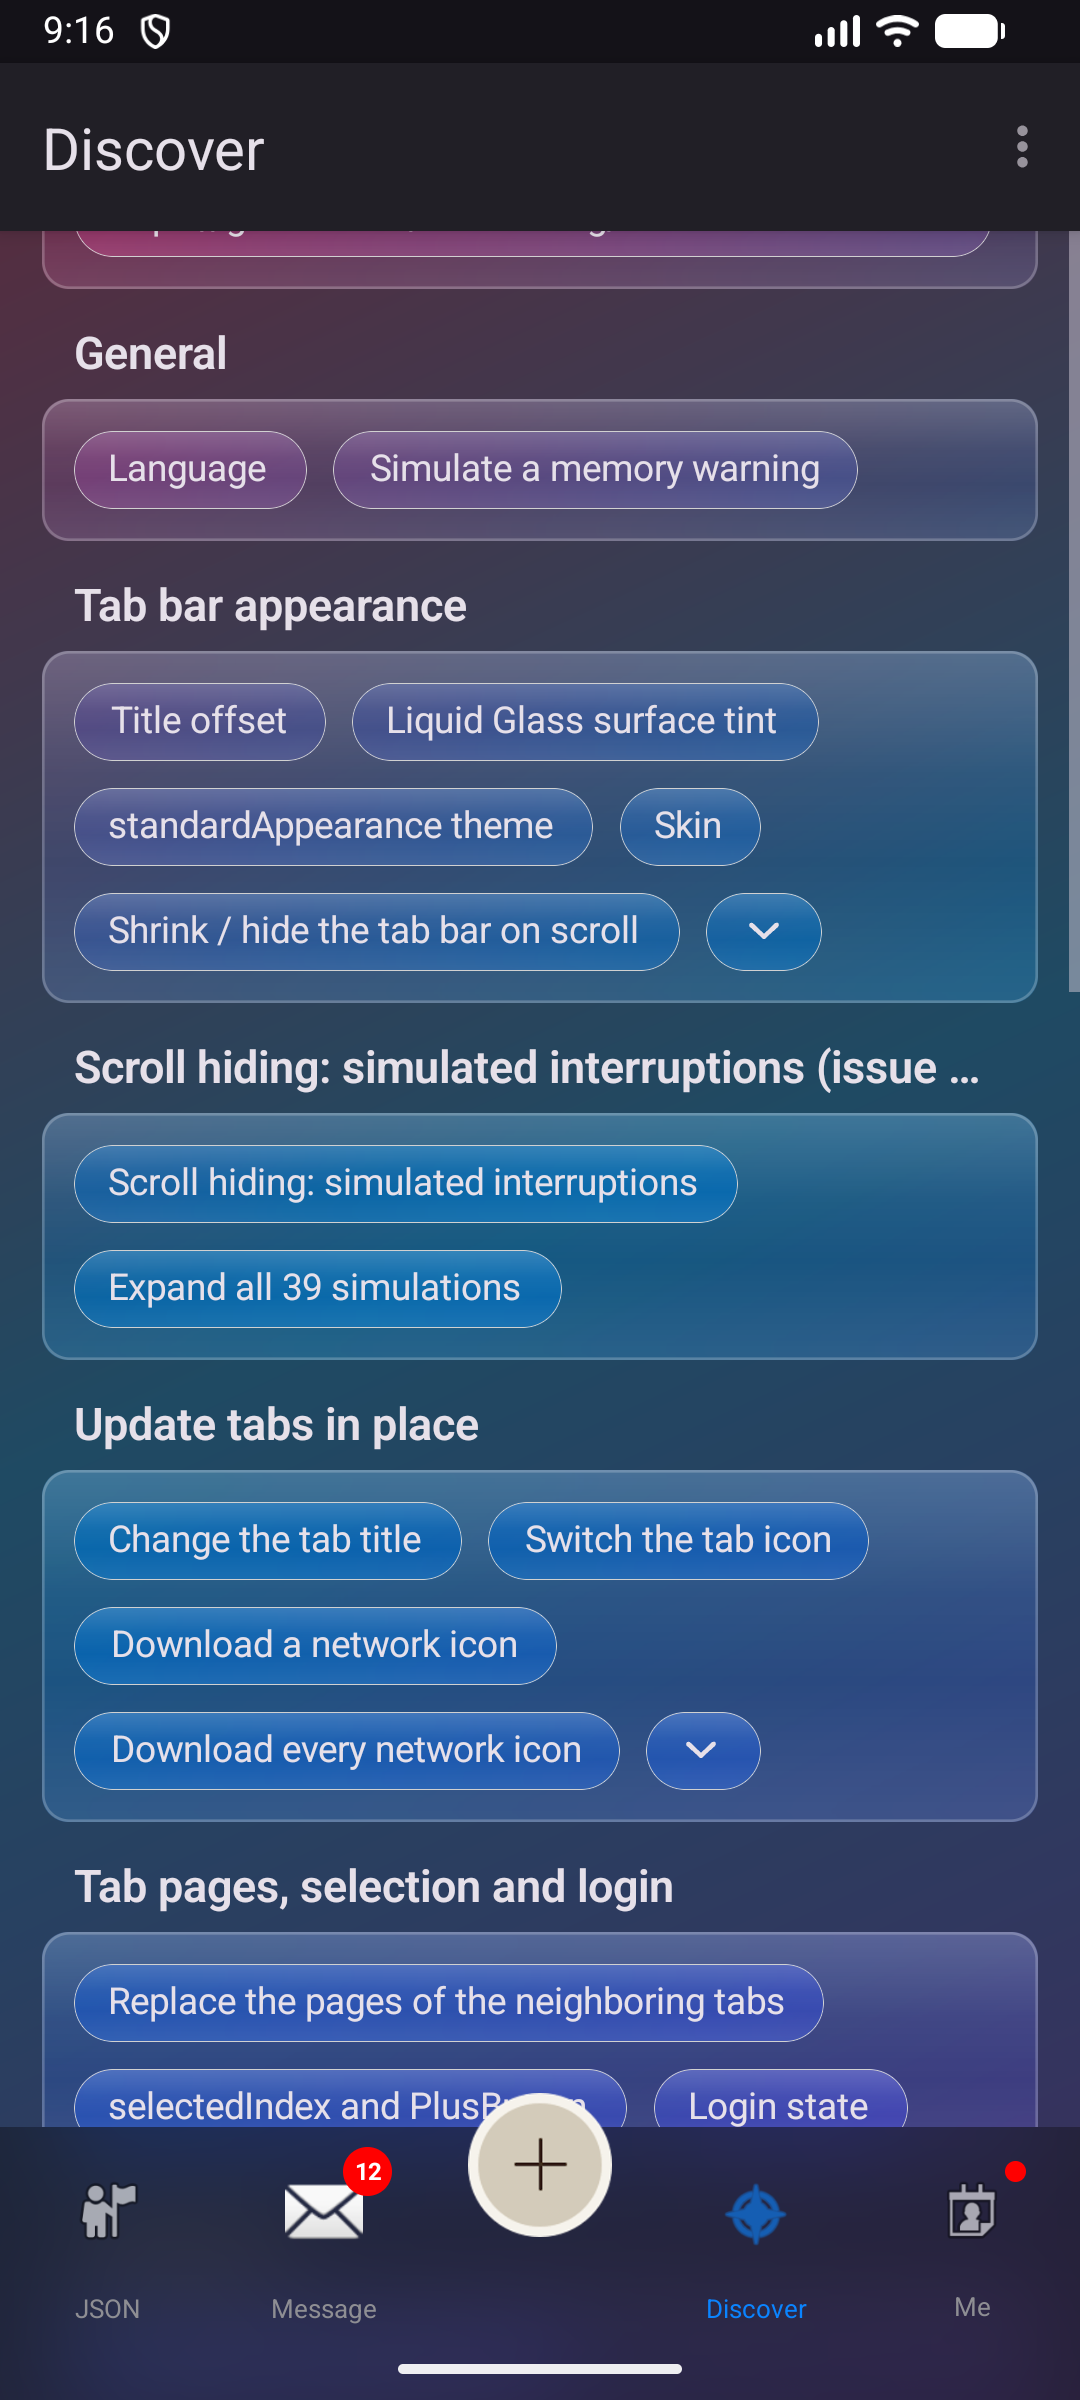 9:16
Discover
General
Language
Simulate a memory warning
Tab bar appearance
Title offset
Liquid Glass surface tint
standardAppearance theme
Skin
Shrink / hide the tab bar on scroll
Scroll hiding: simulated interruptions (issue ...
Scroll hiding: simulated interruptions
Expand all 39 simulations
Update tabs in place
Change the tab title
Switch the tab icon
Download a network icon
Download every network icon
Tab pages, selection and login
Replace the pages of the neighboring tabs
selectedIndex and
Login state
12
JSON
Message
Discover
Me